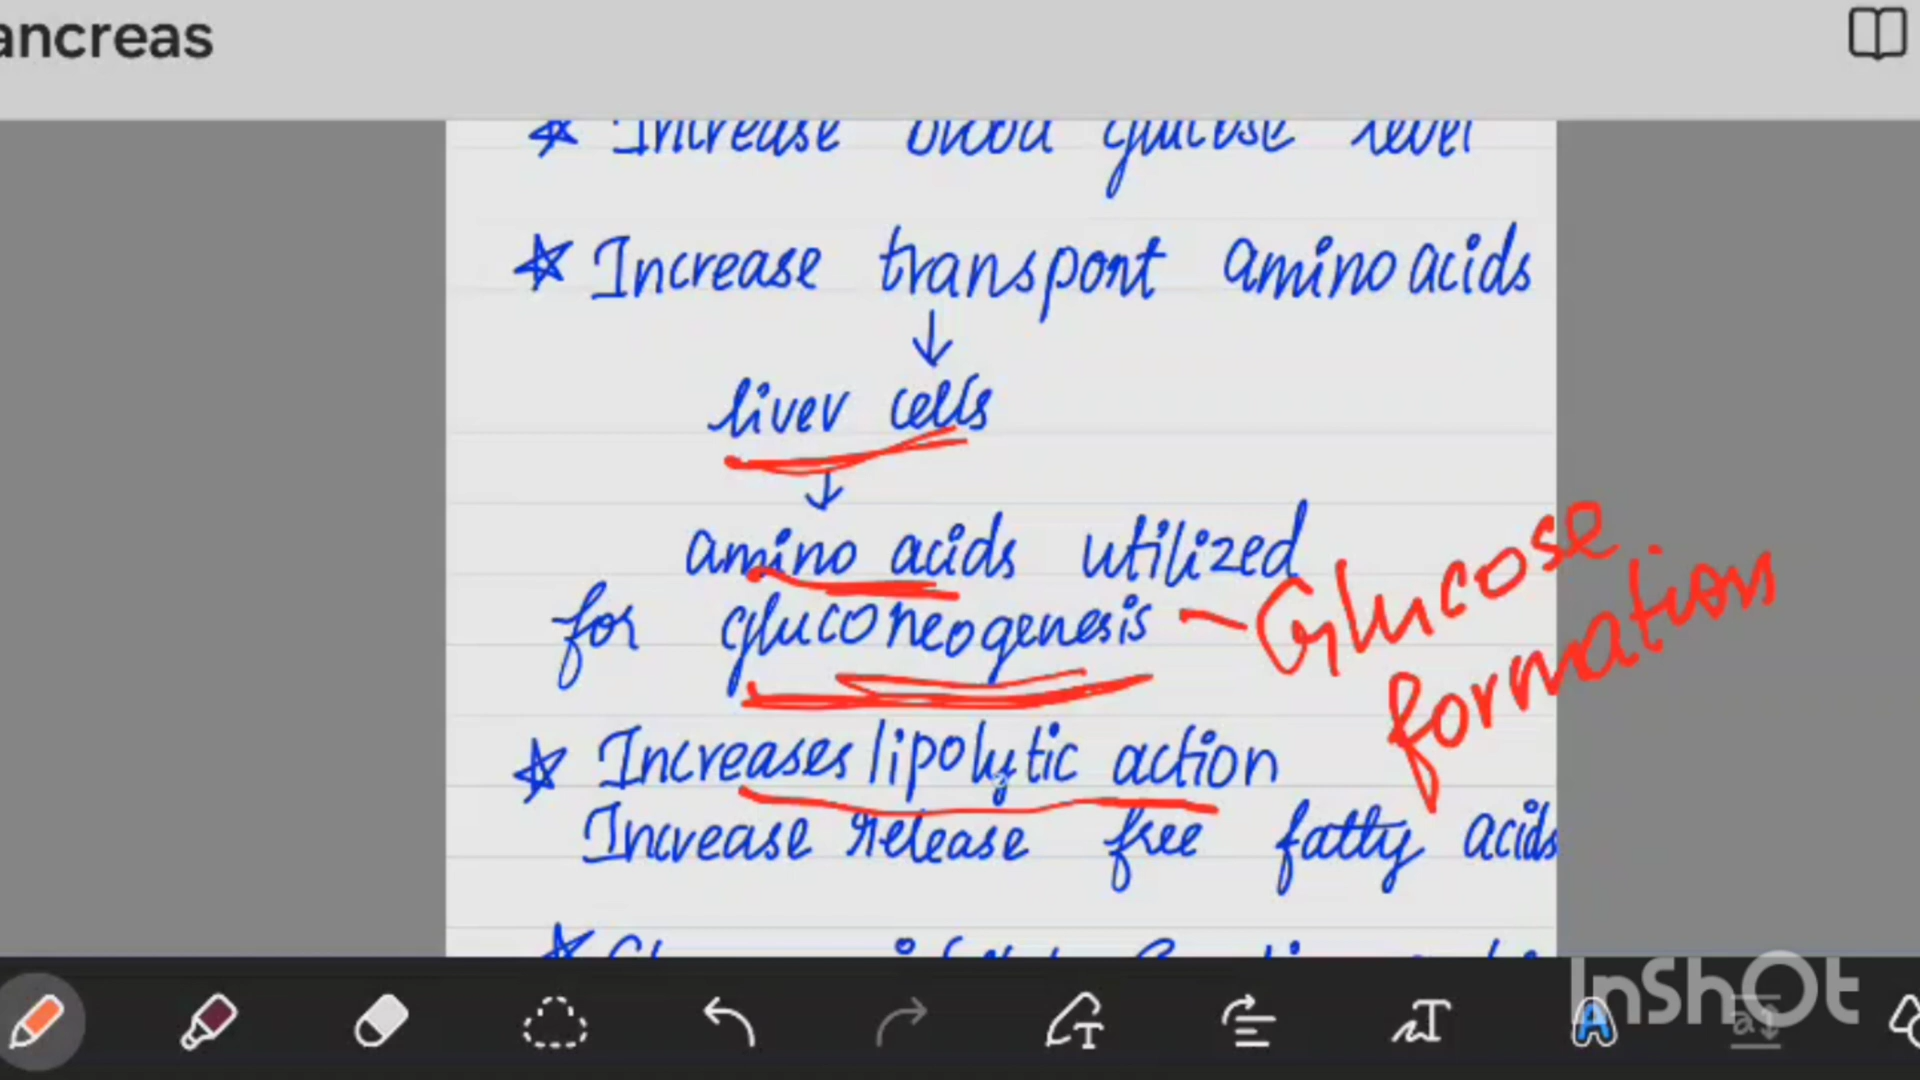 ancreas
☆ Increase blood glucose level
☆ Increase transport amino acids
↓
liver cells
↓
amino acids utilized
for gluconeogenesis - Glucose
formation
☆ Increases lipolytic action
Increase release free fatty acids
InShOt